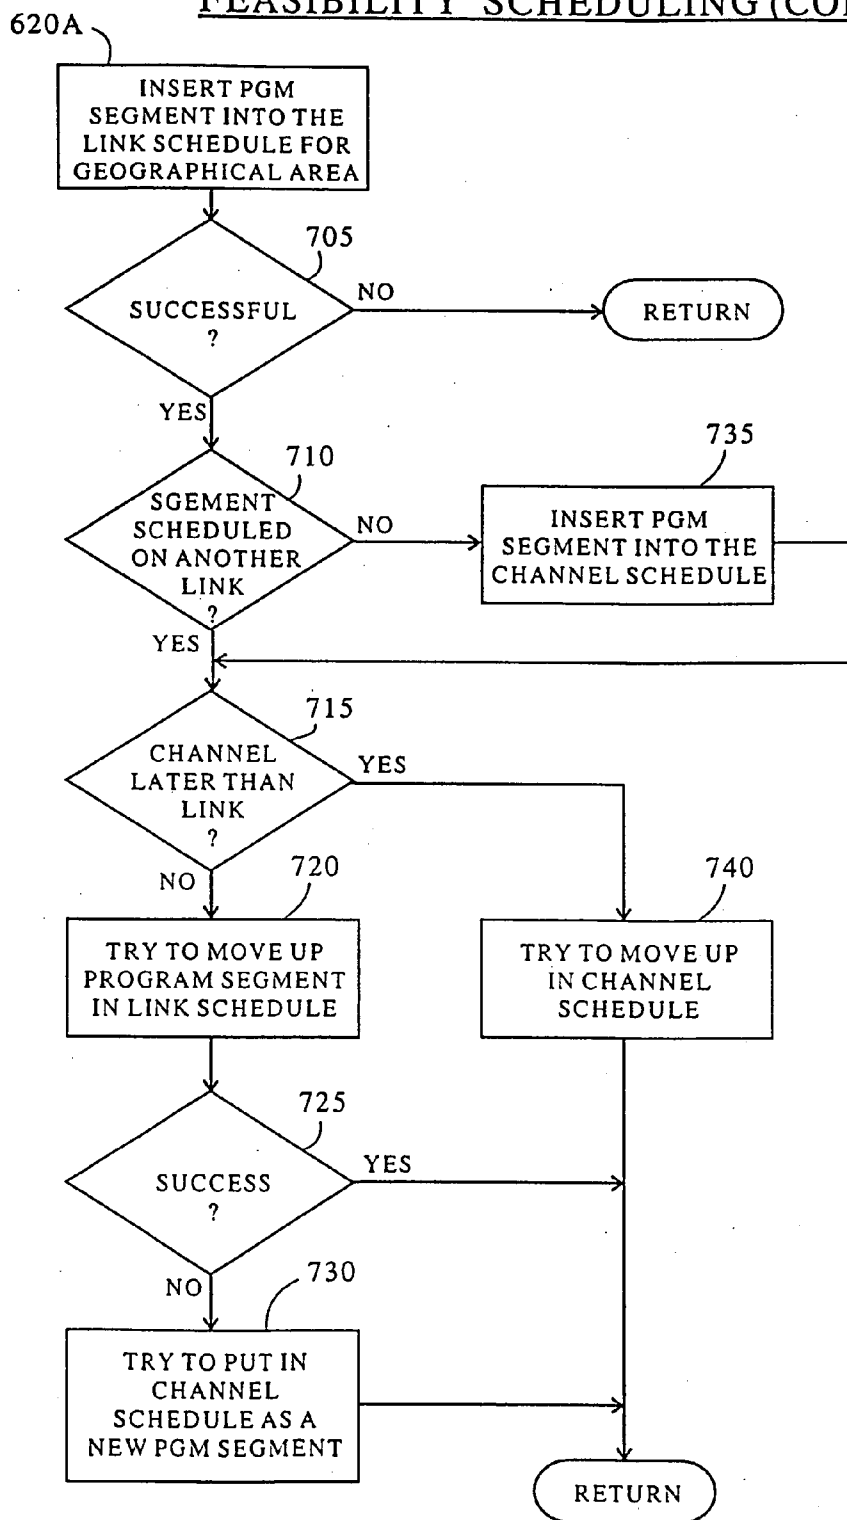 FEASIBILITY SCHEDULING (CO
620A
INSERT PGM
SEGMENT INTO THE
LINK SCHEDULE FOR
GEOGRAPHICAL AREA
705
SUCCESSFUL
?
NO
RETURN
YES
710
SGEMENT
SCHEDULED
ON ANOTHER
LINK
?
NO
735
INSERT PGM
SEGMENT INTO THE
CHANNEL SCHEDULE
YES
715
CHANNEL
LATER THAN
LINK
?
YES
NO
720
TRY TO MOVE UP
PROGRAM SEGMENT
IN LINK SCHEDULE
740
TRY TO MOVE UP
IN CHANNEL
SCHEDULE
725
SUCCESS
?
YES
NO
730
TRY TO PUT IN
CHANNEL
SCHEDULE AS A
NEW PGM SEGMENT
RETURN